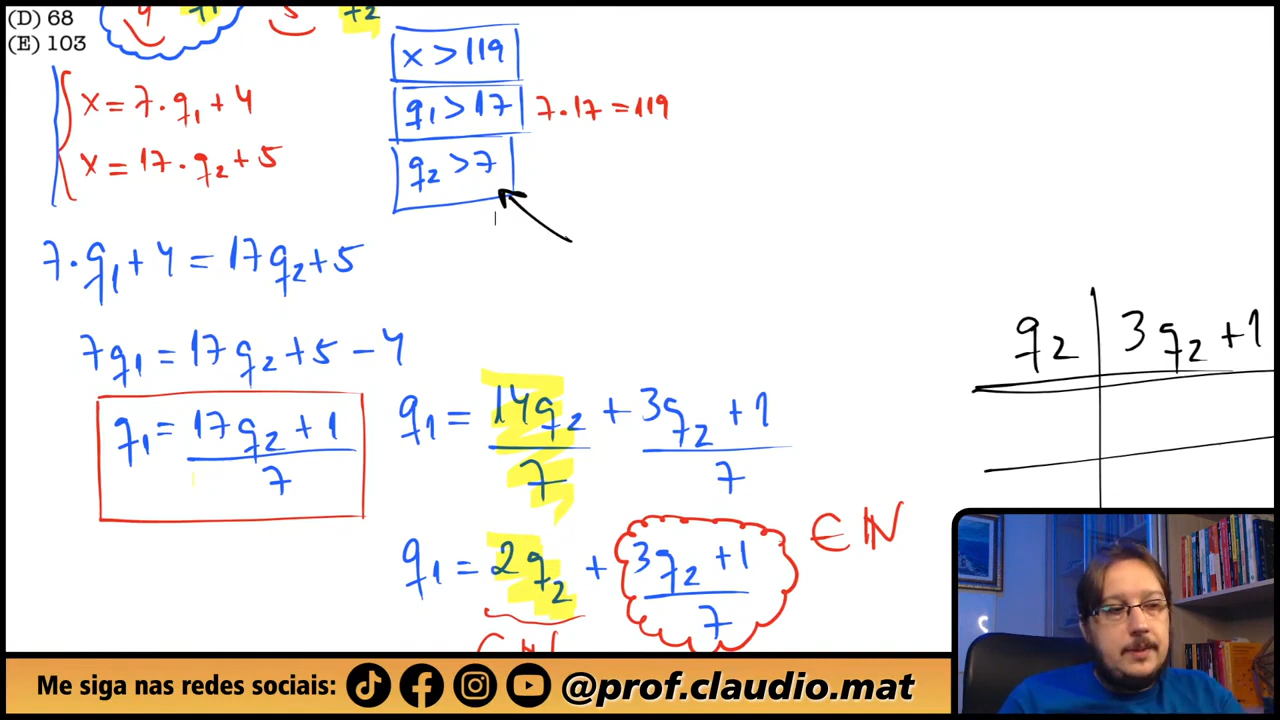 (D) 68
+2
(E) 103
x > 119
x = 7·q₁ + 4
q₁ > 17
7·17 = 119
x = 17·q₂ + 5
q₂ > 7
7·q₁ + 4 = 17q₂ + 5
7q₁ = 17q₂ + 5 − 4
q₂ | 3q₂ + 1
q₁ = (17q₂ + 1)/7
q₁ = 14q₂/7 + (3q₂ + 1)/7
q₁ = 2q₂ + (3q₂ + 1)/7 ∈ ℕ
Me siga nas redes sociais: @prof.claudio.mat